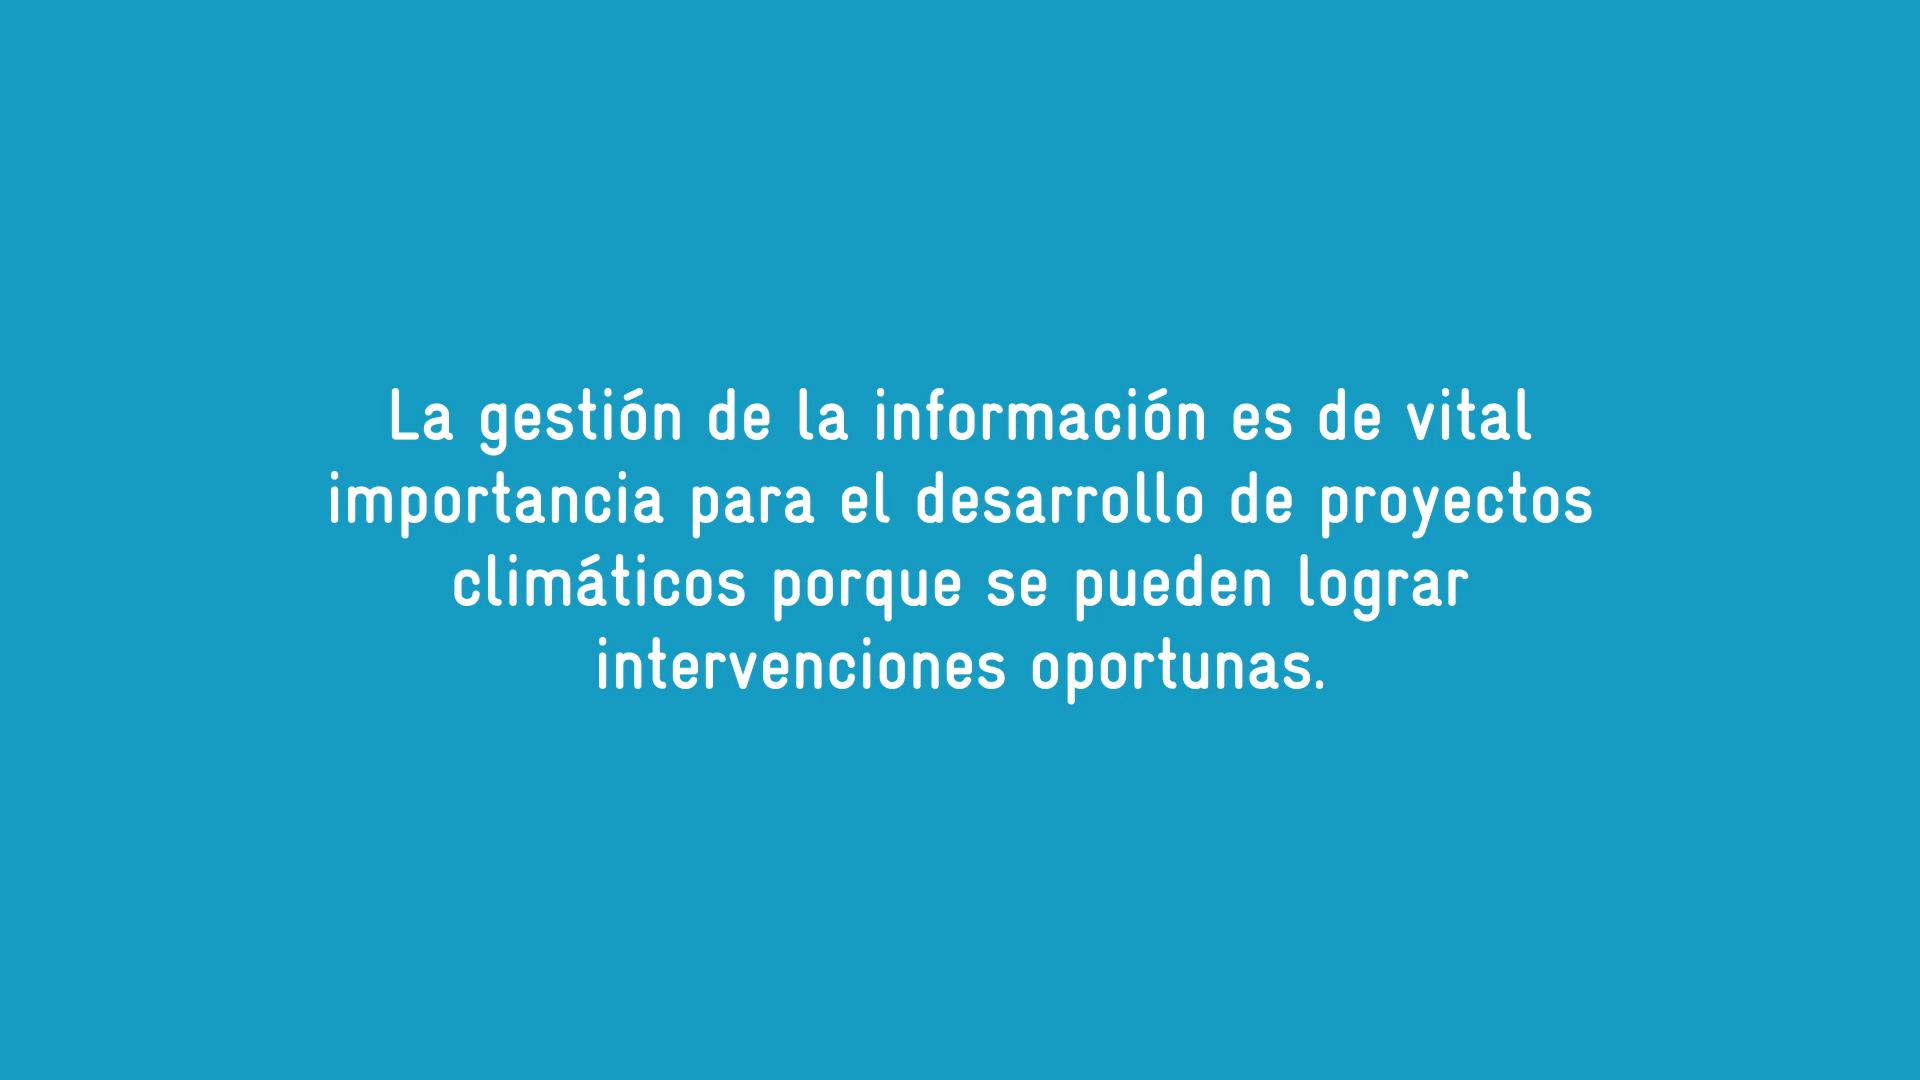 La gestión de la información es de vital
importancia para el desarrollo de proyectos
climáticos porque se pueden lograr
intervenciones oportunas.